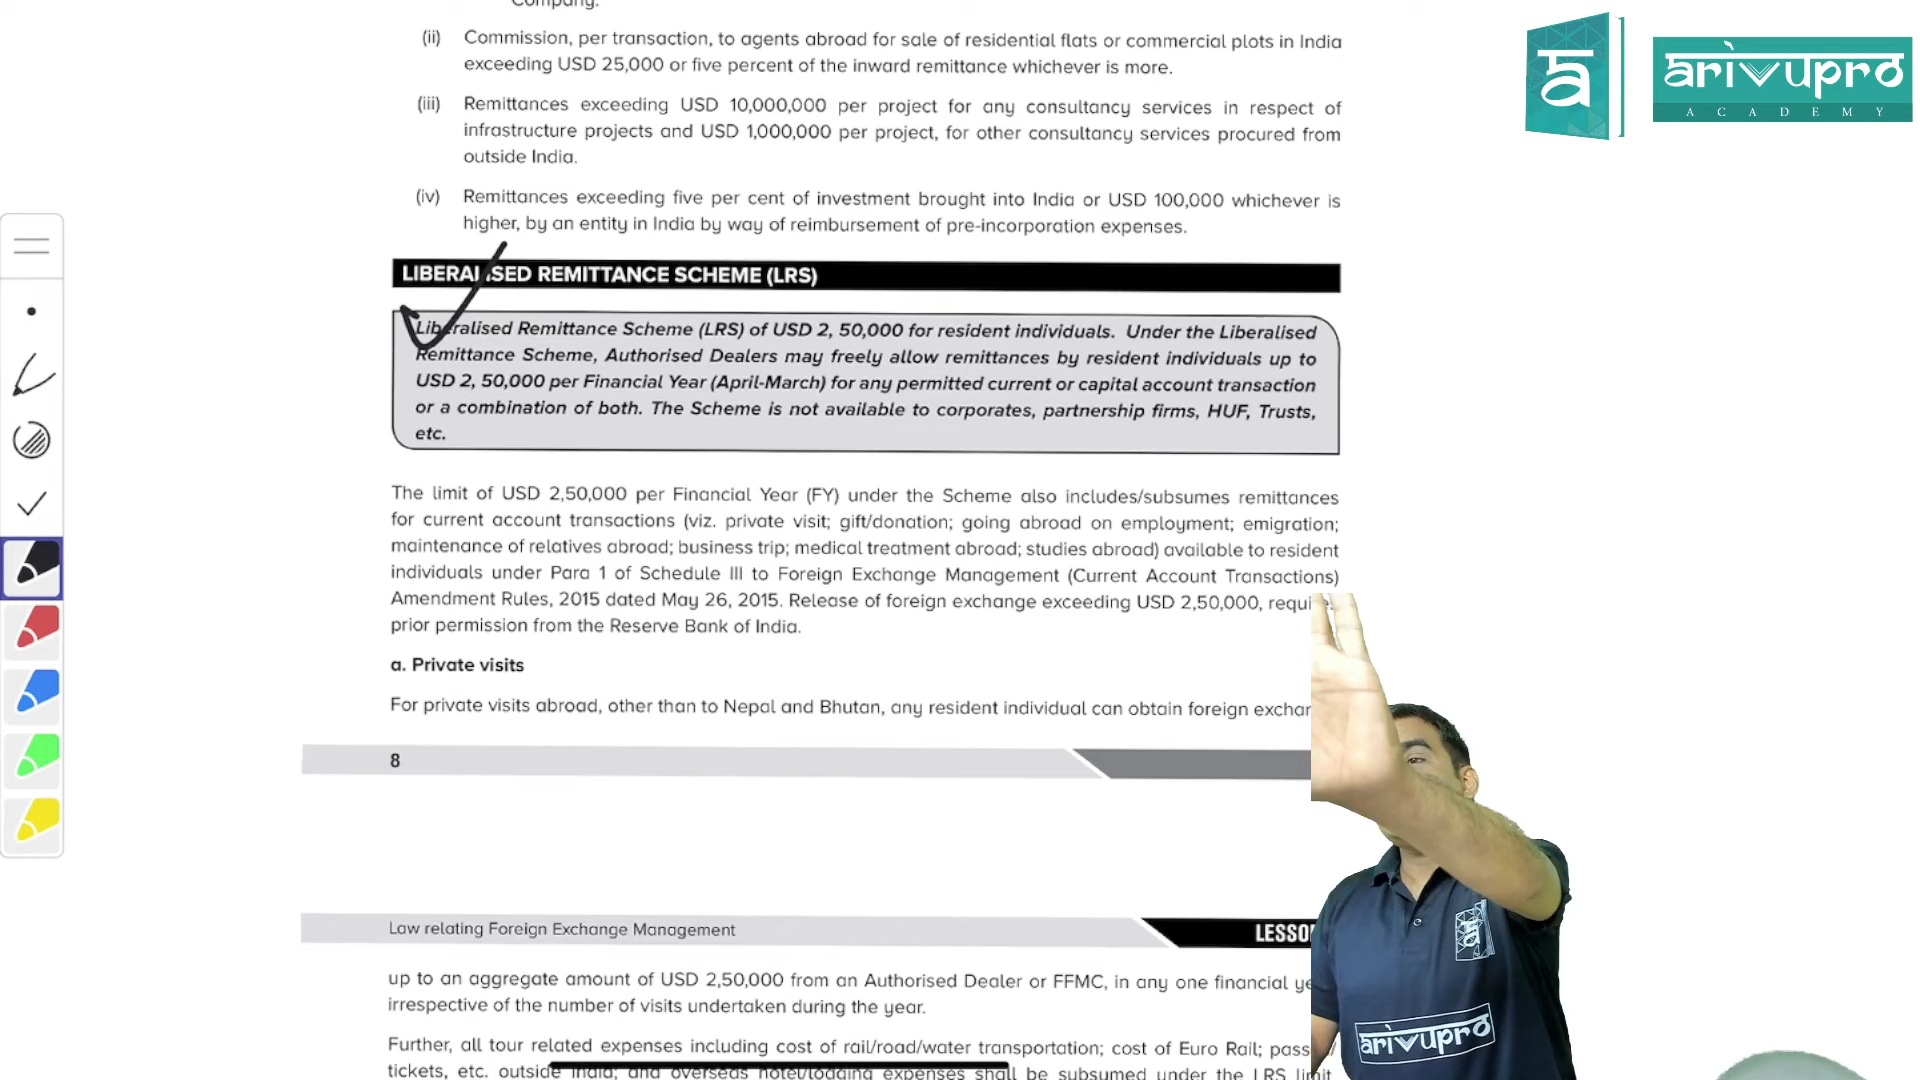 Company.
(ii) Commission, per transaction, to agents abroad for sale of residential flats or commercial plots in India
exceeding USD 25,000 or five percent of the inward remittance whichever is more.
(iii) Remittances exceeding USD 10,000,000 per project for any consultancy services in respect of
infrastructure projects and USD 1,000,000 per project, for other consultancy services procured from
outside India.
(iv) Remittances exceeding five per cent of investment brought into India or USD 100,000 whichever is
higher, by an entity in India by way of reimbursement of pre-incorporation expenses.
LIBERALISED REMITTANCE SCHEME (LRS)
Liberalised Remittance Scheme (LRS) of USD 2, 50,000 for resident individuals. Under the Liberalised
Remittance Scheme, Authorised Dealers may freely allow remittances by resident individuals up to
USD 2, 50,000 per Financial Year (April-March) for any permitted current or capital account transaction
or a combination of both. The Scheme is not available to corporates, partnership firms, HUF, Trusts,
etc.
The limit of USD 2,50,000 per Financial Year (FY) under the Scheme also includes/subsumes remittances
for current account transactions (viz. private visit; gift/donation; going abroad on employment; emigration;
maintenance of relatives abroad; business trip; medical treatment abroad; studies abroad) available to resident
individuals under Para 1 of Schedule III to Foreign Exchange Management (Current Account Transactions)
Amendment Rules, 2015 dated May 26, 2015. Release of foreign exchange exceeding USD 2,50,000, requires
prior permission from the Reserve Bank of India.
a. Private visits
For private visits abroad, other than to Nepal and Bhutan, any resident individual can obtain foreign exchan
8
Law relating Foreign Exchange Management
LESSO
up to an aggregate amount of USD 2,50,000 from an Authorised Dealer or FFMC, in any one financial ye
irrespective of the number of visits undertaken during the year.
Further, all tour related expenses including cost of rail/road/water transportation; cost of Euro Rail; pass
tickets, etc. outside India; and overseas hotel/lodging expenses shall be subsumed under the LRS limit
arivupro
ACADEMY
arivupro